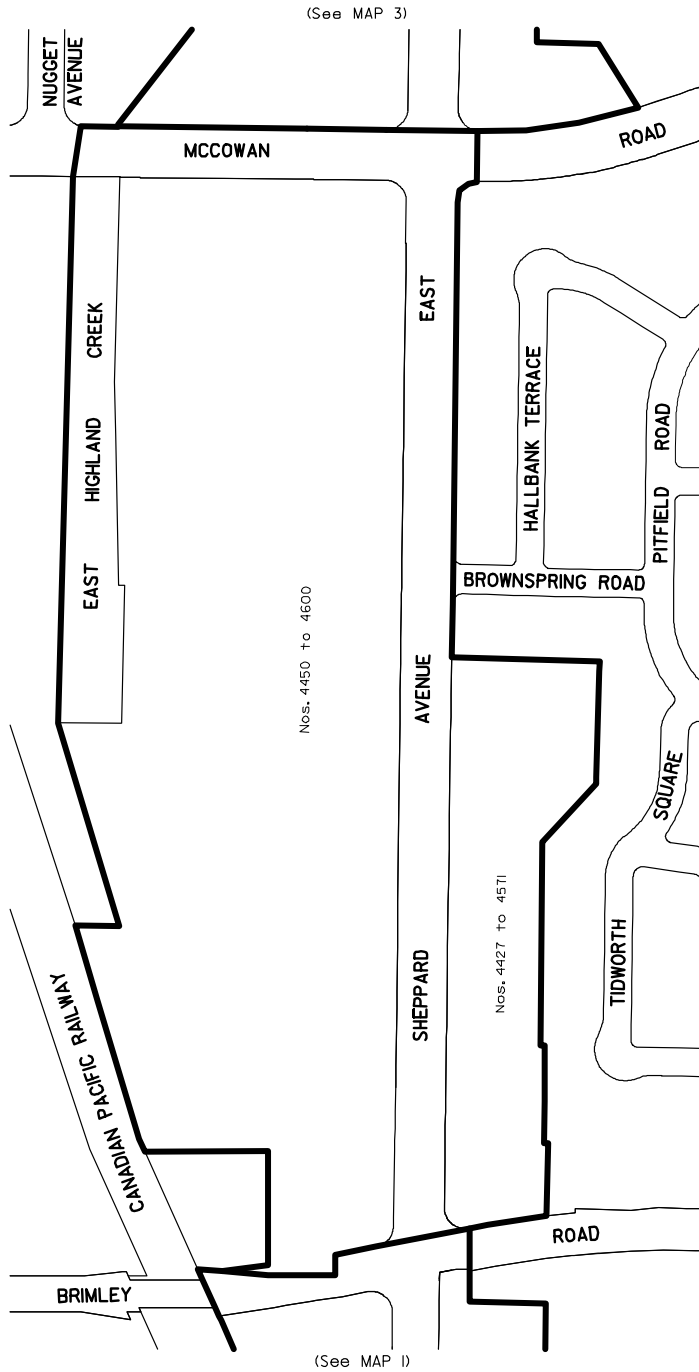 (See MAP 3)
NUGGET
AVENUE
MCCOWAN
ROAD
EAST
CREEK
HIGHLAND
EAST
HALLBANK TERRACE
ROAD
PITFIELD
BROWNSPRING ROAD
Nos. 4450 to 4600
AVENUE
SQUARE
Nos. 4427 to 4571
TIDWORTH
SHEPPARD
CANADIAN PACIFIC RAILWAY
ROAD
BRIMLEY
(See MAP 1)